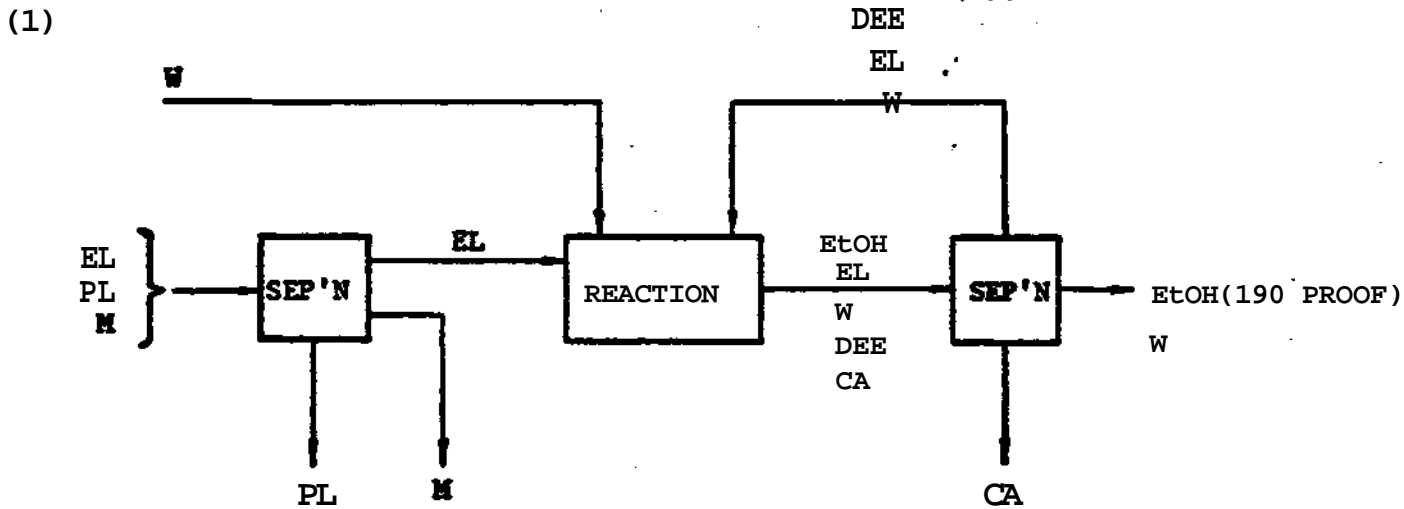 (1)
DEE
EL
W
W
EL
PL
M
SEP'N
EL
REACTION
EtOH
EL
W
DEE
CA
SEP'N
EtOH(190 PROOF)
W
PL
M
CA